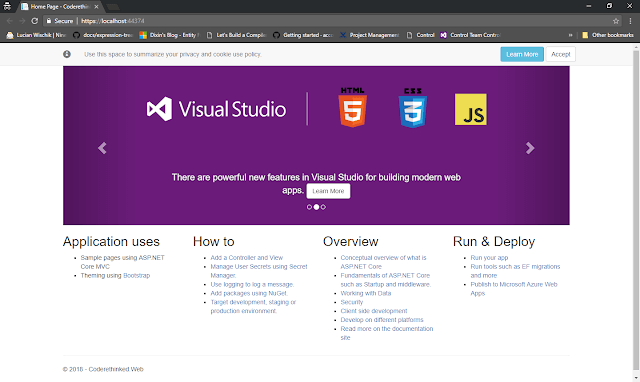 Home Page - Coderethinked
Secure | https://localhost:44374
Lucian Wischik | Nine
docs/expression-tree
Dixin's Blog - Entity
Let's Build a Compile
Getting started - acc
Project Management
Control
Control Team Control
Other bookmarks
Use this space to summarize your privacy and cookie use policy.
Learn More
Accept
Visual Studio
HTML
5
CSS
3
JS
There are powerful new features in Visual Studio for building modern web
apps. Learn More
Application uses
Sample pages using ASP.NET
Core MVC
Theming using Bootstrap
How to
Add a Controller and View
Manage User Secrets using Secret
Manager.
Use logging to log a message.
Add packages using NuGet.
Target development, staging or
production environment.
Overview
Conceptual overview of what is
ASP.NET Core
Fundamentals of ASP.NET Core
such as Startup and middleware.
Working with Data
Security
Client side development
Develop on different platforms
Read more on the documentation
site
Run & Deploy
Run your app
Run tools such as EF migrations
and more
Publish to Microsoft Azure Web
Apps
© 2018 - Coderethinked Web